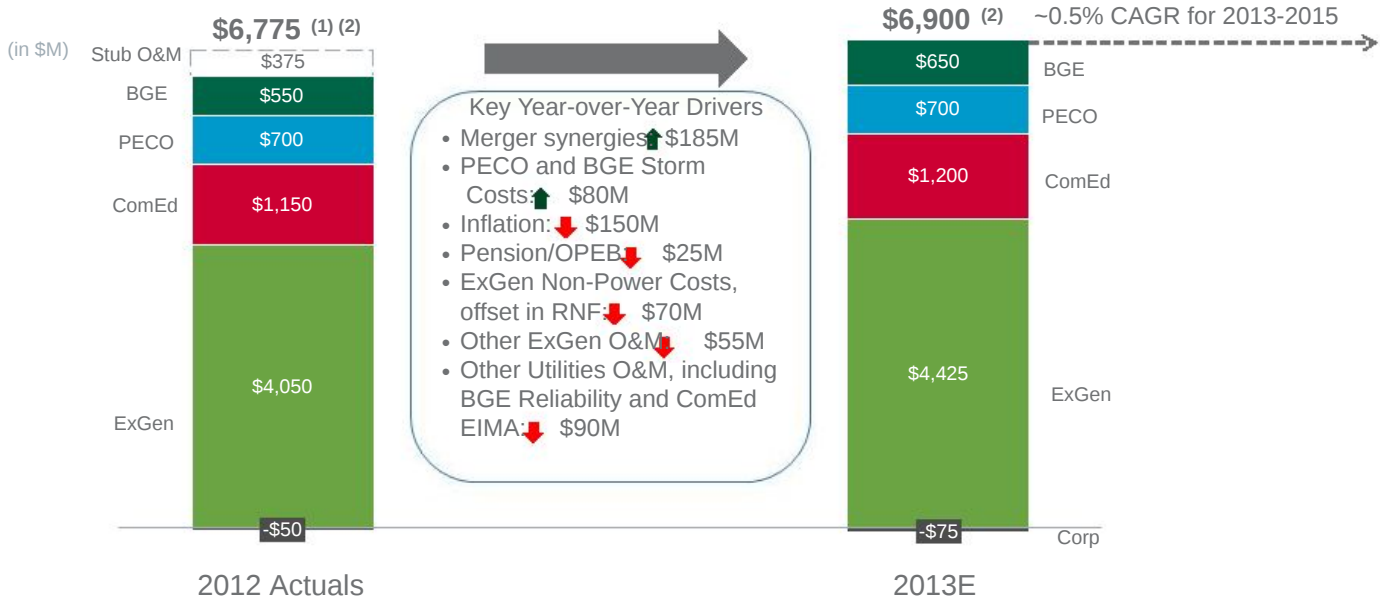 (in $M)
$6,775 (1) (2)
Stub O&M
$375
BGE
$550
PECO
$700
ComEd
$1,150
ExGen
$4,050
-$50
2012 Actuals
Key Year-over-Year Drivers
• Merger synergies: $185M
• PECO and BGE Storm
Costs: $80M
• Inflation: $150M
• Pension/OPEB: $25M
• ExGen Non-Power Costs,
offset in RNF: $70M
• Other ExGen O&M: $55M
• Other Utilities O&M, including
BGE Reliability and ComEd
EIMA: $90M
$6,900 (2)
~0.5% CAGR for 2013-2015
$650
BGE
$700
PECO
$1,200
ComEd
$4,425
ExGen
-$75
Corp
2013E